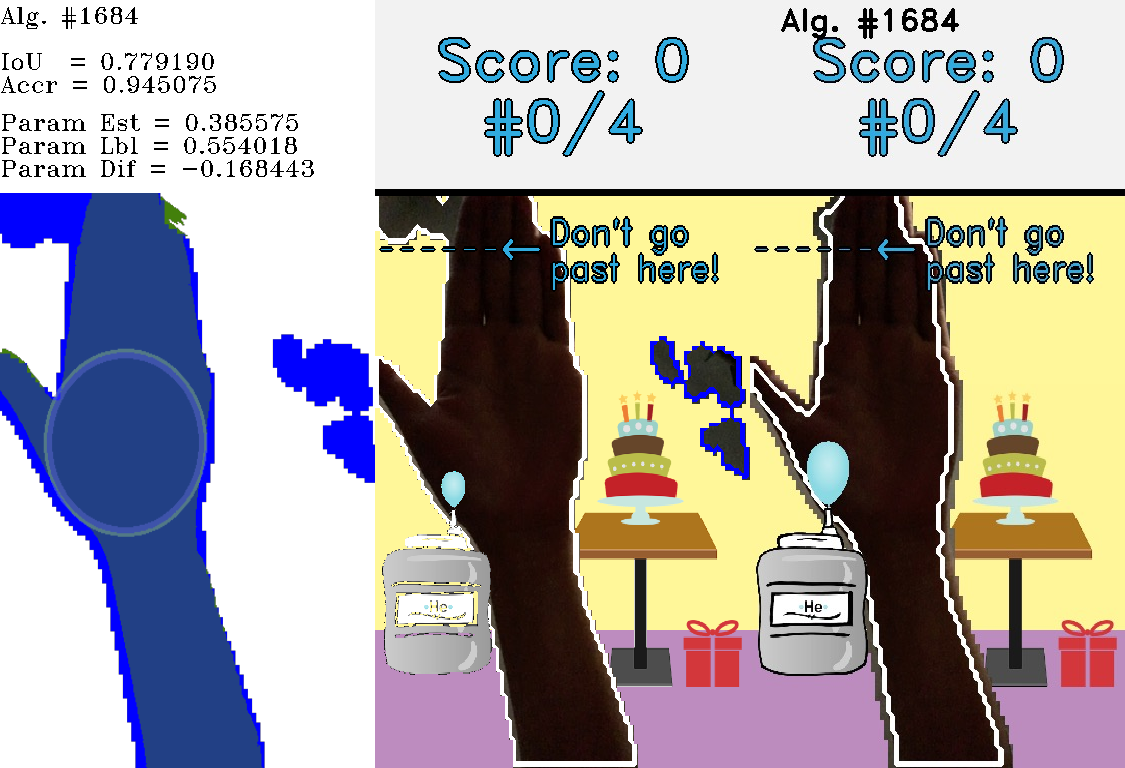 Alg. #1684
IoU = 0.779190
Accr = 0.945075
Param Est = 0.385575
Param Lbl = 0.554018
Param Dif = −0.168443
Score: 0
#0/4
Don't go
past here!
He
Alg. #1684
Score: 0
#0/4
Don't go
past here!
He